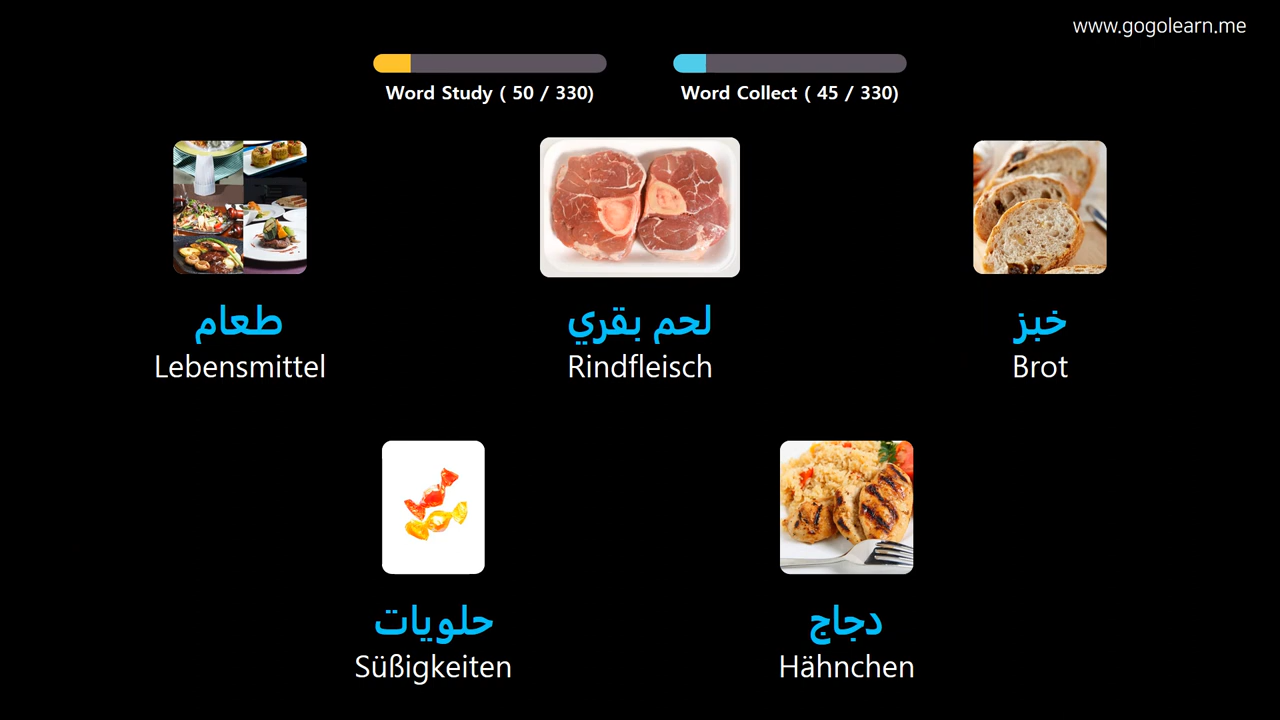 www.gogolearn.me
Word Study ( 50 / 330)
Word Collect ( 45 / 330)
طعام
Lebensmittel
لحم بقري
Rindfleisch
خبز
Brot
حلويات
Süßigkeiten
دجاج
Hähnchen